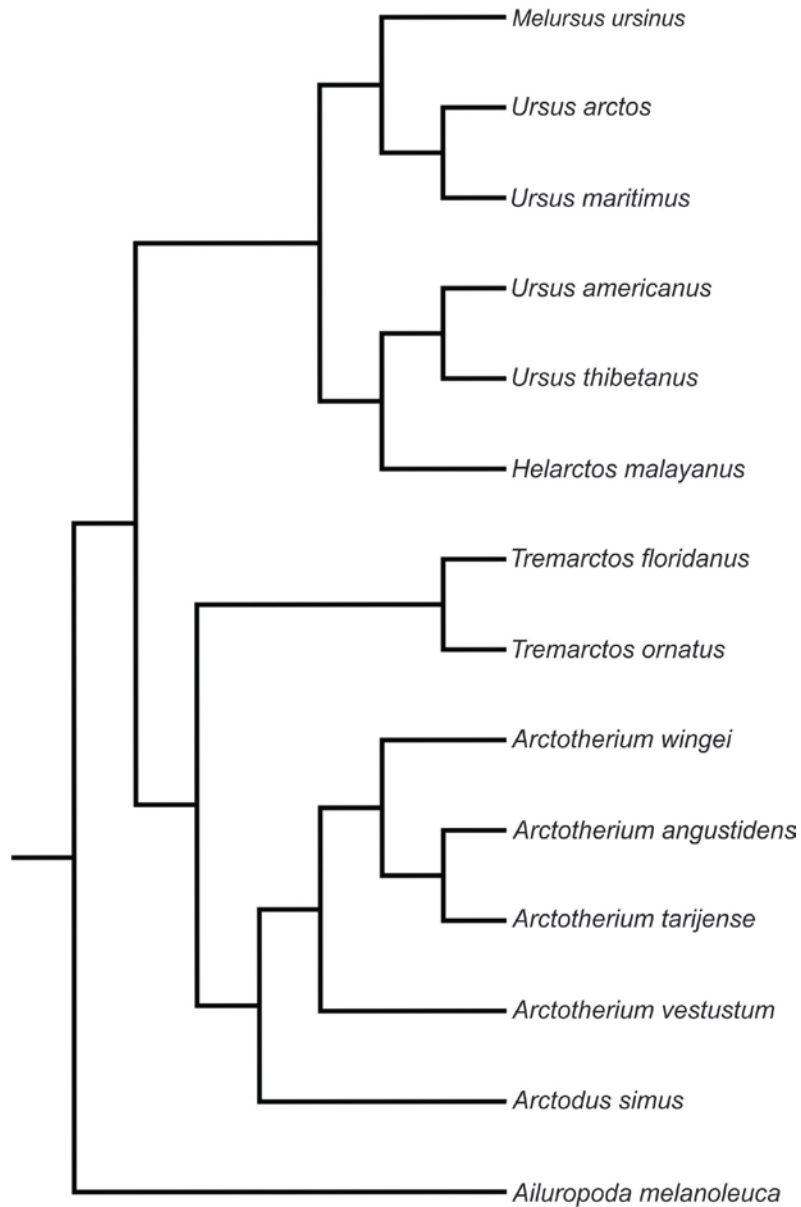 Melursus ursinus
Ursus arctos
Ursus maritimus
Ursus americanus
Ursus thibetanus
Helarctos malayanus
Tremarctos floridanus
Tremarctos ornatus
Arctotherium wingei
Arctotherium angustidens
Arctotherium tarijense
Arctotherium vestustum
Arctodus simus
Ailuropoda melanoleuca